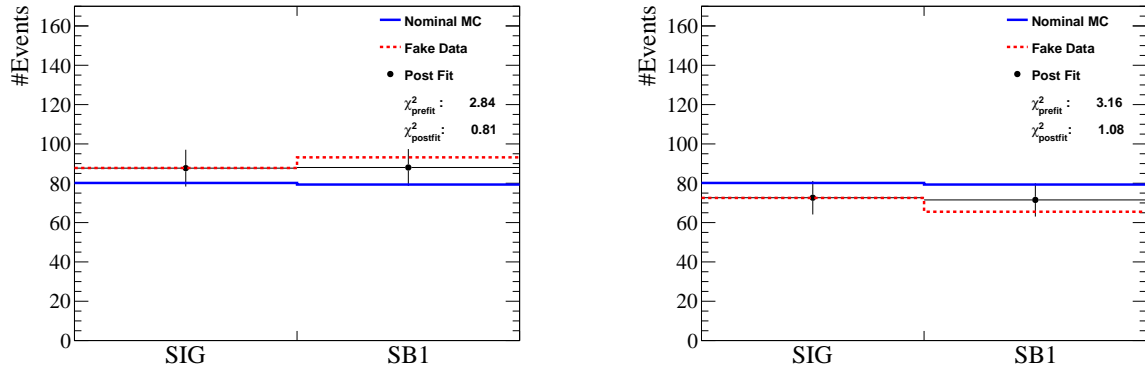 #Events
160
140
120
100
80
60
40
20
0
SIG
SB1
Nominal MC
Fake Data
Post Fit
χ²prefit : 2.84
χ²postfit : 0.81
#Events
160
140
120
100
80
60
40
20
0
SIG
SB1
Nominal MC
Fake Data
Post Fit
χ²prefit : 3.16
χ²postfit : 1.08